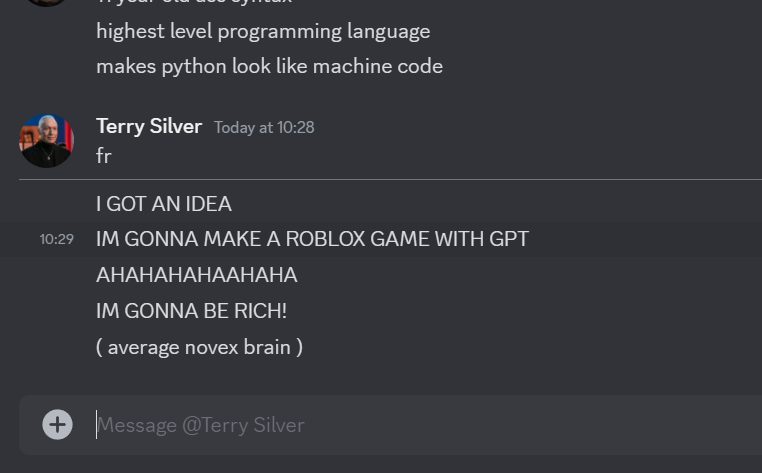 highest level programming language
makes python look like machine code
Terry Silver Today at 10:28
fr
I GOT AN IDEA
10:29 IM GONNA MAKE A ROBLOX GAME WITH GPT
AHAHAHAHAAHAHA
IM GONNA BE RICH!
( average novex brain )
Message @Terry Silver